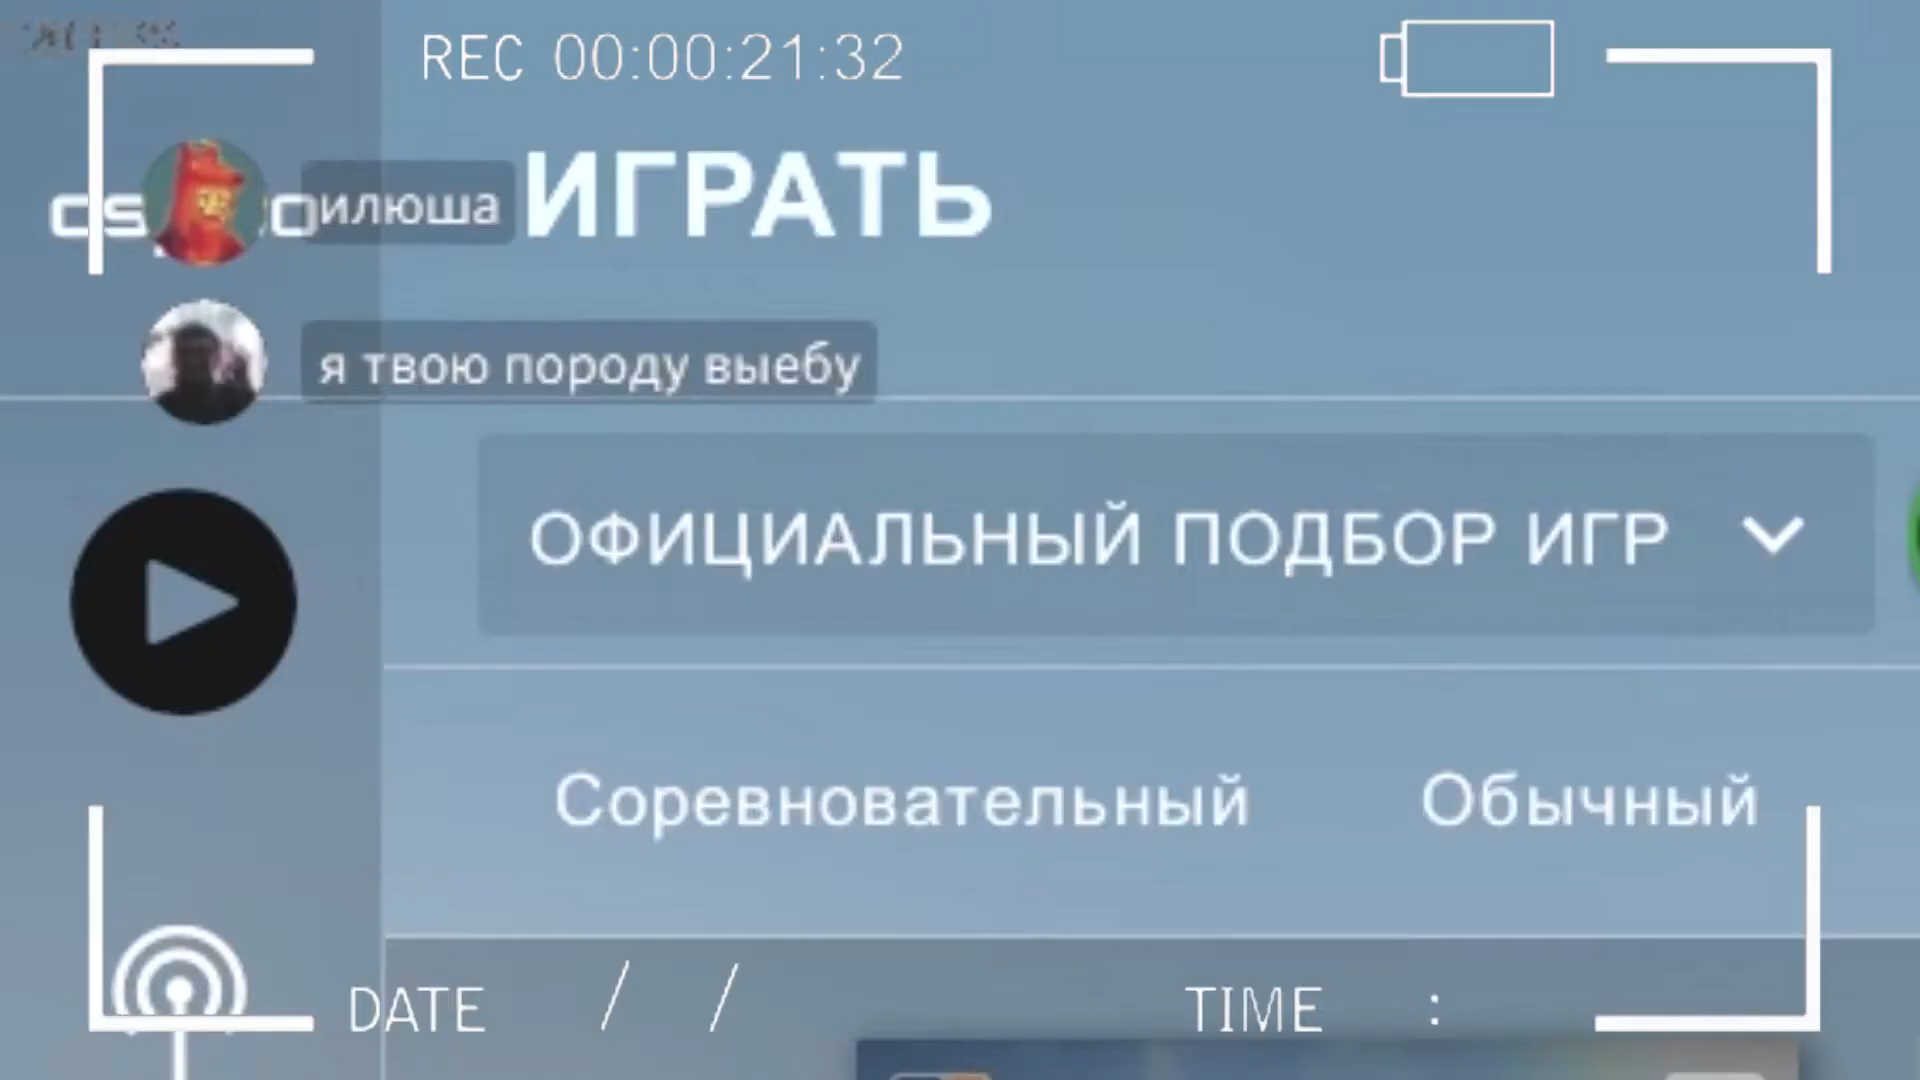 REC 00:00:21:32
ИГРАТЬ
илюша
я твою породу выебу
ОФИЦИАЛЬНЫЙ ПОДБОР ИГР
Соревновательный Обычный
DATE / / TIME :